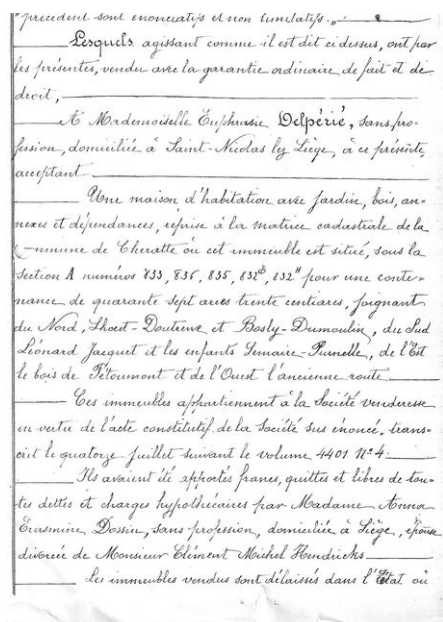 "précédent sont énonciatifs et non limitatifs.„
Lesquels, agissant comme il est dit ci dessus, ont par
les présentes, vendu avec la garantie ordinaire de fait et de
droit,
A Mademoiselle Euphrasie Delpérié, sans pro-
fession, domiciliée à Saint-Nicolas lez Liège, à ce présente,
acceptant.
Une maison d'habitation avec jardin, bois, an-
nexes et dépendances, reprise à la matrice cadastrale de la
Commune de Cheratte où cet immeuble est situé, sous la
section A numéros 833, 836, 835, 832 832 pour une conte-
nance de quarante sept ares trente centiares, joignant
du Nord, Lhoest-Doutrewe et Bosly-Dumoulin, du Sud
Léonard Jacquet et les enfants Lemaire-Purnelle, de l'Est
le bois de Pétoumont et de l'Ouest l'ancienne route
Ces immeubles appartiennent à la Société venderesse
en vertu de l'acte constitutif de la Société sus énoncé, trans-
crit le quatorze juillet suivant le volume 4401 N° 4.
Ils avaient été apportés francs, quittes et libres de tou-
tes dettes et charges hypothécaires par Madame Anna
Erasmine Dossin, sans profession, domiciliée à Liège, épouse
divorcée de Monsieur Clément Michel Hendricks
Les immeubles vendus sont délaissés dans l'Etat où